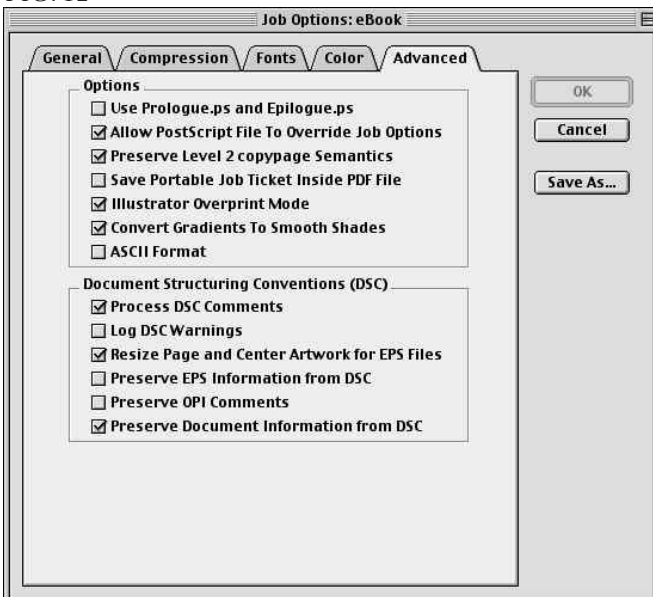 Job Options: eBook
General Compression Fonts Color Advanced
Options
Use Prologue.ps and Epilogue.ps
Allow PostScript File To Override Job Options
Preserve Level 2 copypage Semantics
Save Portable Job Ticket Inside PDF File
Illustrator Overprint Mode
Convert Gradients To Smooth Shades
ASCII Format
Document Structuring Conventions (DSC)
Process DSC Comments
Log DSC Warnings
Resize Page and Center Artwork for EPS Files
Preserve EPS Information from DSC
Preserve OPI Comments
Preserve Document Information from DSC
OK
Cancel
Save As...